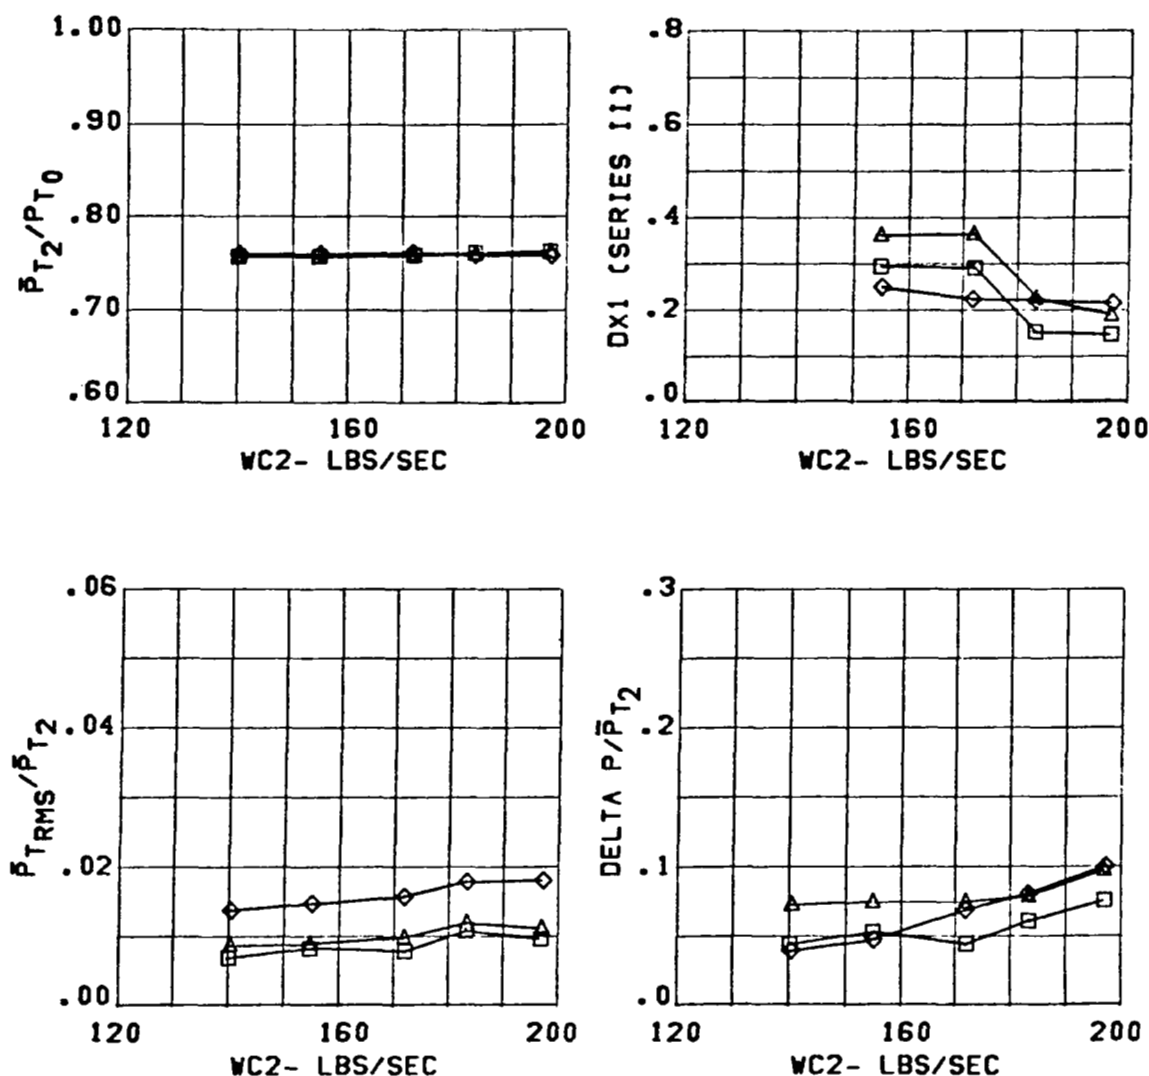 1.00
.90
.80
.70
.60
120 160 200
WC2- LBS/SEC
P̄T2/PT0
.8
.6
.4
.2
.0
120 160 200
WC2- LBS/SEC
DX1 (SERIES II)
.06
.04
.02
.00
120 160 200
WC2- LBS/SEC
P̄TRMS/P̄T2
.3
.2
.1
.0
120 160 200
WC2- LBS/SEC
DELTA P/P̄T2